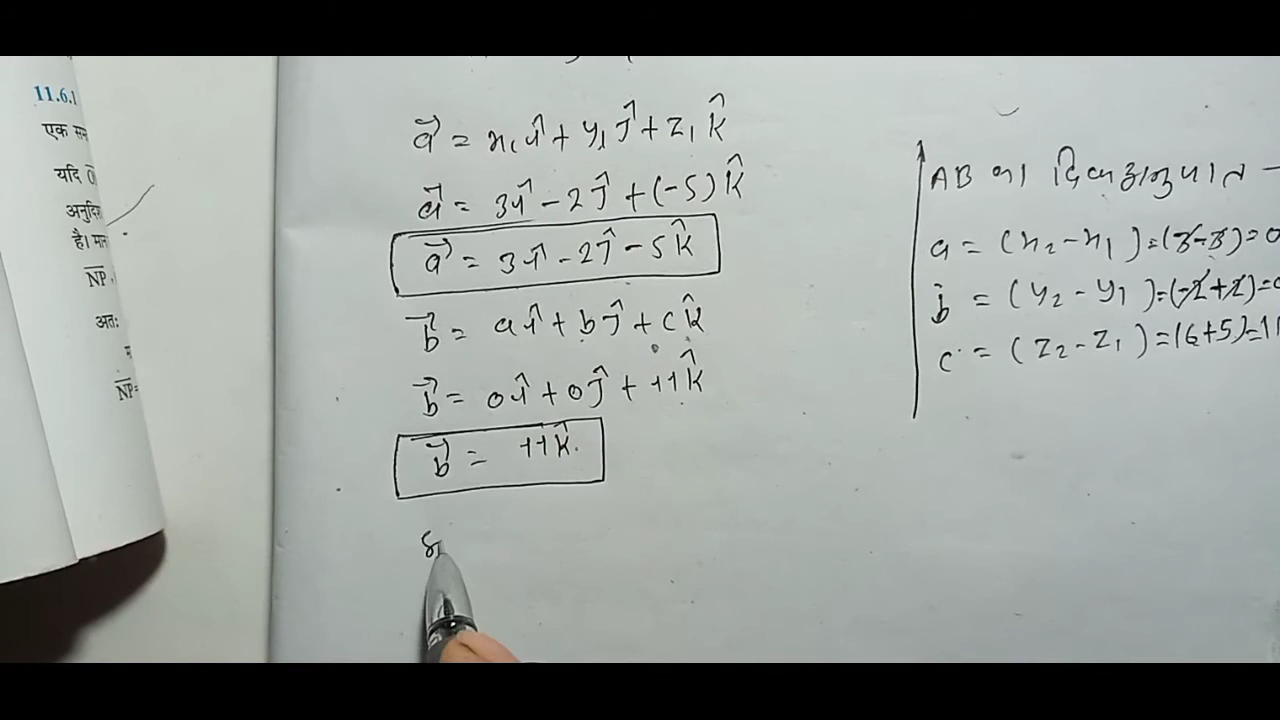 11.6.1
एक सम
यदि
अनुदिश
है। मान
NP,
अतः
NP=
a⃗ = x₁î + y₁ĵ + z₁k̂
a⃗ = 3î - 2ĵ + (-5)k̂
a⃗ = 3î - 2ĵ - 5k̂
b⃗ = aî + bĵ + ck̂
b⃗ = 0î + 0ĵ + 11k̂
b⃗ = 11k̂.
AB का दिक् अनुपात -
a = (x₂-x₁)=(3-3)=0
b = (y₂-y₁)=(-2+2)=0
c = (z₂-z₁)=(6+5)=11